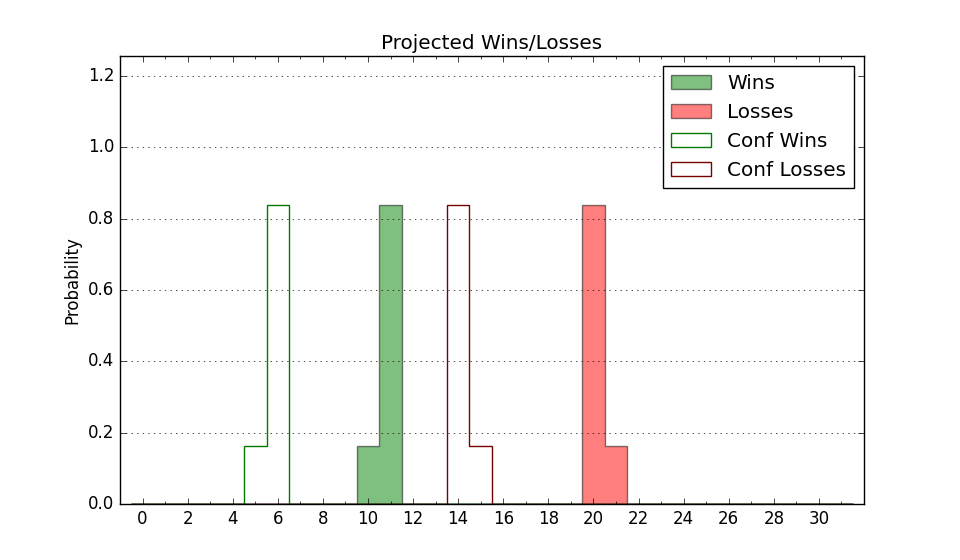 Projected Wins/Losses
1.2
1.0
0.8
0.6
0.4
0.2
0.0
Probability
Wins
Losses
Conf Wins
Conf Losses
0 2 4 6 8 10 12 14 16 18 20 22 24 26 28 30